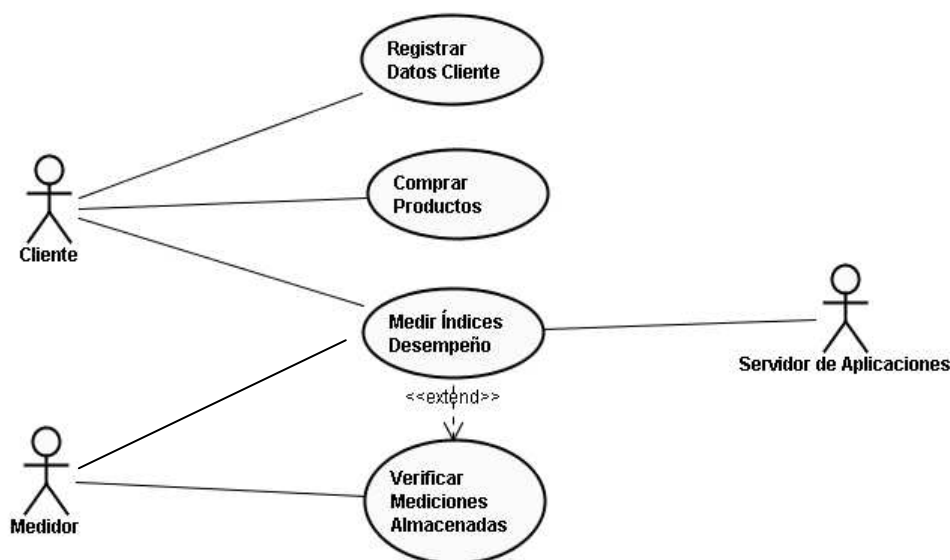 Registrar
Datos Cliente
Comprar
Productos
Cliente
Medir Índices
Desempeño
Servidor de Aplicaciones
<<extend>>
Verificar
Mediciones
Almacenadas
Medidor